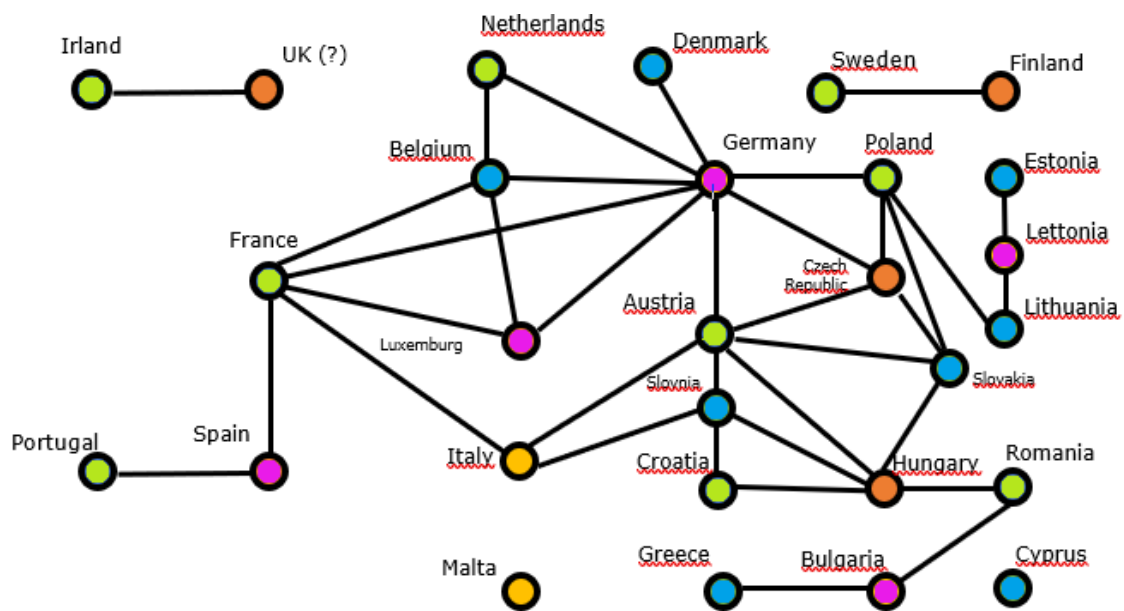 Netherlands
Denmark
Irland
UK (?)
Sweden
Finland
Belgium
Germany
Poland
Estonia
France
Lettonia
Czech
Republic
Austria
Lithuania
Luxemburg
Slovnia
Slovakia
Portugal
Spain
Italy
Croatia
Hungary
Romania
Malta
Greece
Bulgaria
Cyprus